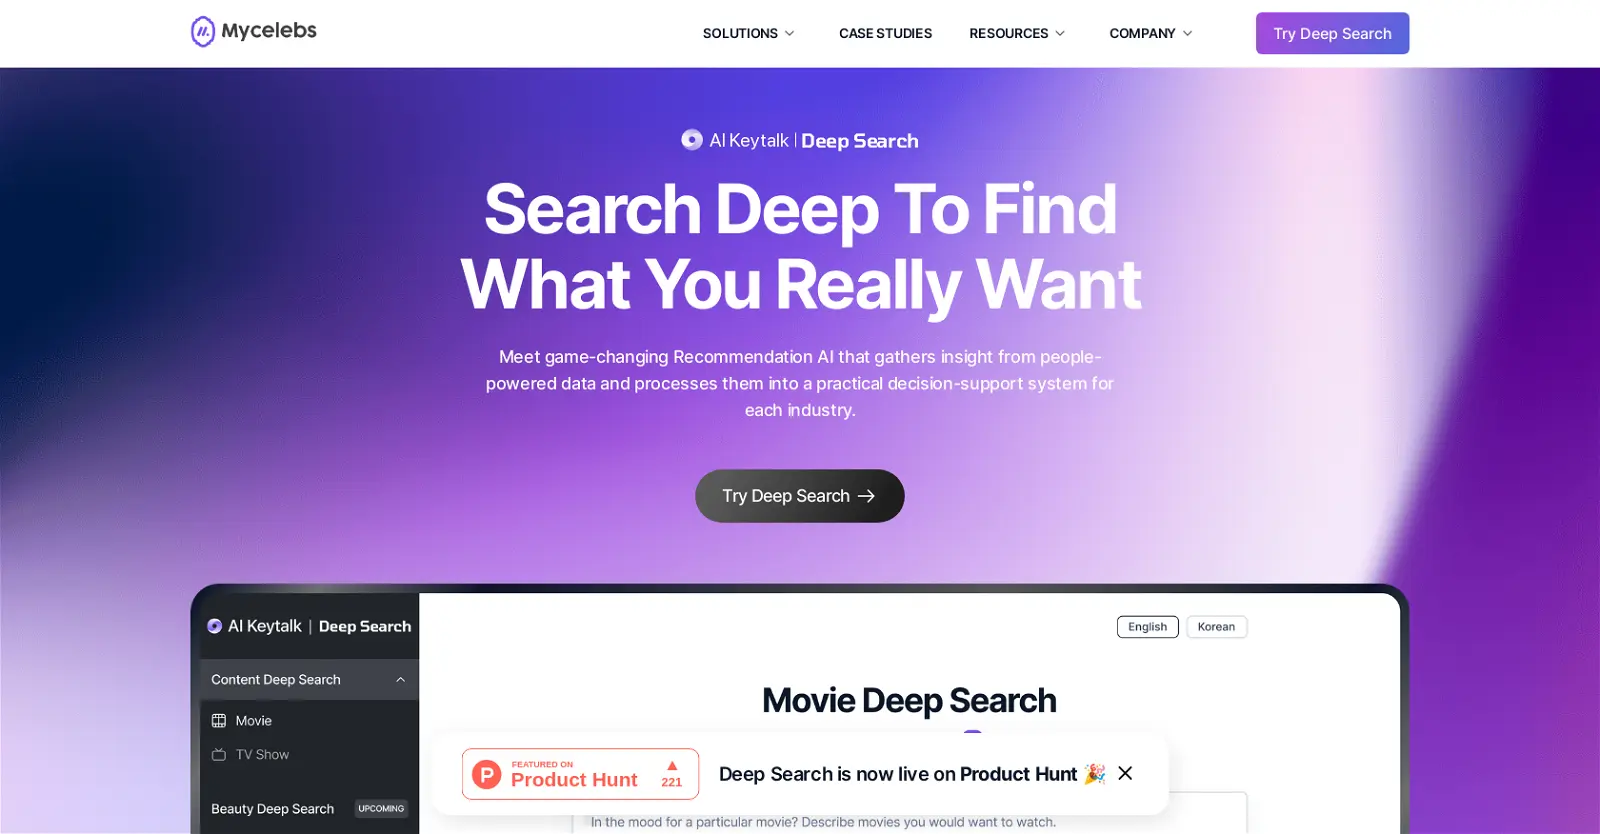 Mycelebs
SOLUTIONS
CASE STUDIES
RESOURCES
COMPANY
Try Deep Search
AI Keytalk | Deep Search
Search Deep To Find
What You Really Want
Meet game-changing Recommendation AI that gathers insight from people-
powered data and processes them into a practical decision-support system for
each industry.
Try Deep Search →
AI Keytalk | Deep Search
English
Korean
Content Deep Search
Movie
TV Show
Beauty Deep Search
UPCOMING
Movie Deep Search
P
FEATURED ON
Product Hunt
▲
221
Deep Search is now live on Product Hunt 🎉
In the mood for a particular movie? Describe movies you would want to watch.